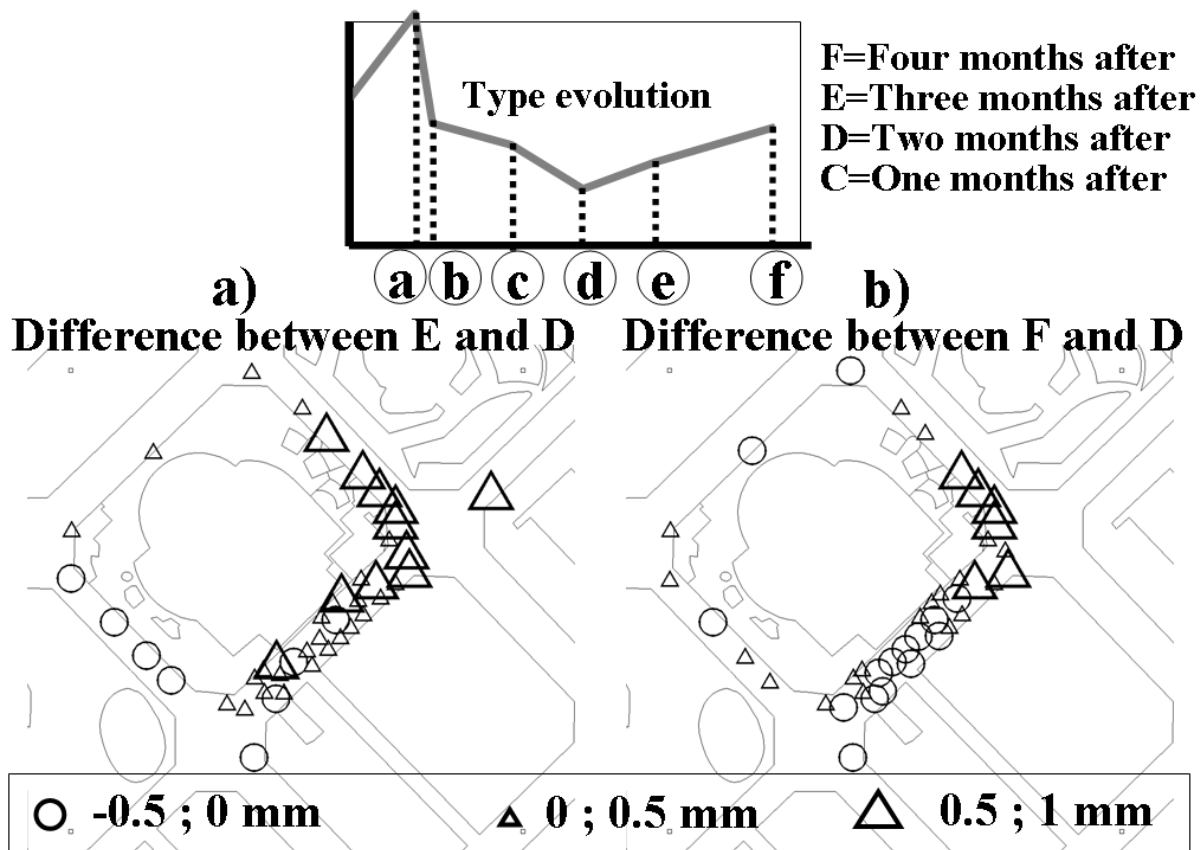 Type evolution
F=Four months after
E=Three months after
D=Two months after
C=One months after
a b c d e f
a) b)
Difference between E and D Difference between F and D
-0.5 ; 0 mm 0 ; 0.5 mm 0.5 ; 1 mm